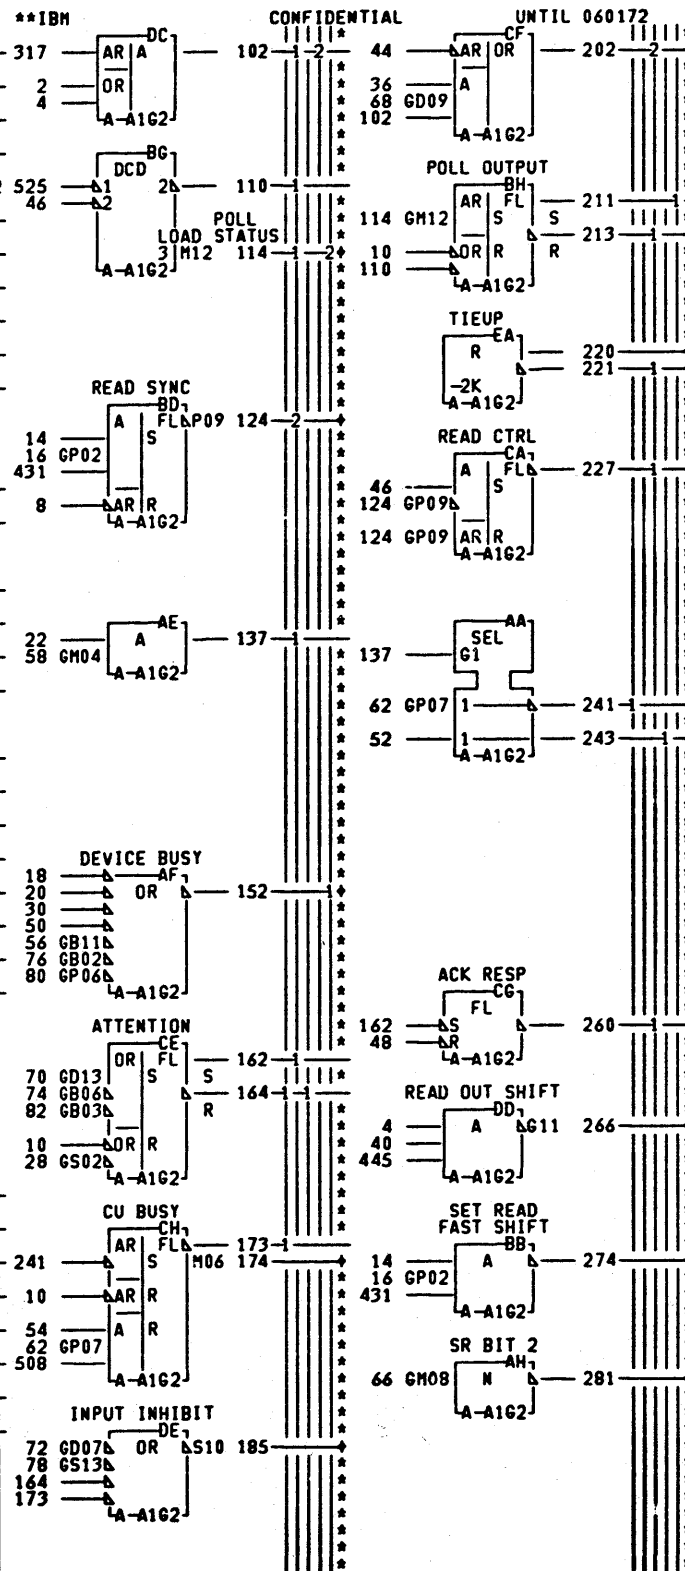 **IBM CONFIDENTIAL UNTIL 060172
DC
317 AR A 102 1 2
2 OR
4
A-A1G2
BG
DCD
525 1 2 110 1
46 2
POLL
LOAD STATUS
3 M12 114 1 2
A-A1G2
READ SYNC
BD
A FL P09 124 2
14 S
16 GP02
431
8 AR R
A-A1G2
AE
22 A 137 1
58 GM04
A-A1G2
DEVICE BUSY
18 AF
20 OR 152 1
30
50
56 GB11
76 GB02
80 GP06
A-A1G2
ATTENTION
CE
OR FL 162 1
70 GD13 S S
74 GB06 164 1 1
82 GB03 R
10 OR R
28 GS02
A-A1G2
CU BUSY
CH
AR FL 173 1
241 S M06 174
10 AR R
54 A R
62 GP07
508
A-A1G2
INPUT INHIBIT
DE
72 GD07 OR S10 185
78 GS13
164
173
A-A1G2
CF
44 AR OR 202 2
36 A
68 GD09
102
A-A1G2
POLL OUTPUT
BH
AR FL 211 1
114 GM12 S S
213 1
10 OR R R
110
A-A1G2
TIEUP
EA
R 220
221 1
-2K
A-A1G2
READ CTRL
CA
A FL 227 1
46 S
124 GP09
124 GP09 AR R
A-A1G2
AA
SEL
137 G1
62 GP07 1 241 1
52 1 243 1
A-A1G2
ACK RESP
CG
FL
162 S 260 1
48 R
A-A1G2
READ OUT SHIFT
DD
4 A G11 266
40
445
A-A1G2
SET READ
FAST SHIFT
BB
14 A 274
16 GP02
431
A-A1G2
SR BIT 2
AH
66 GM08 N 281
A-A1G2